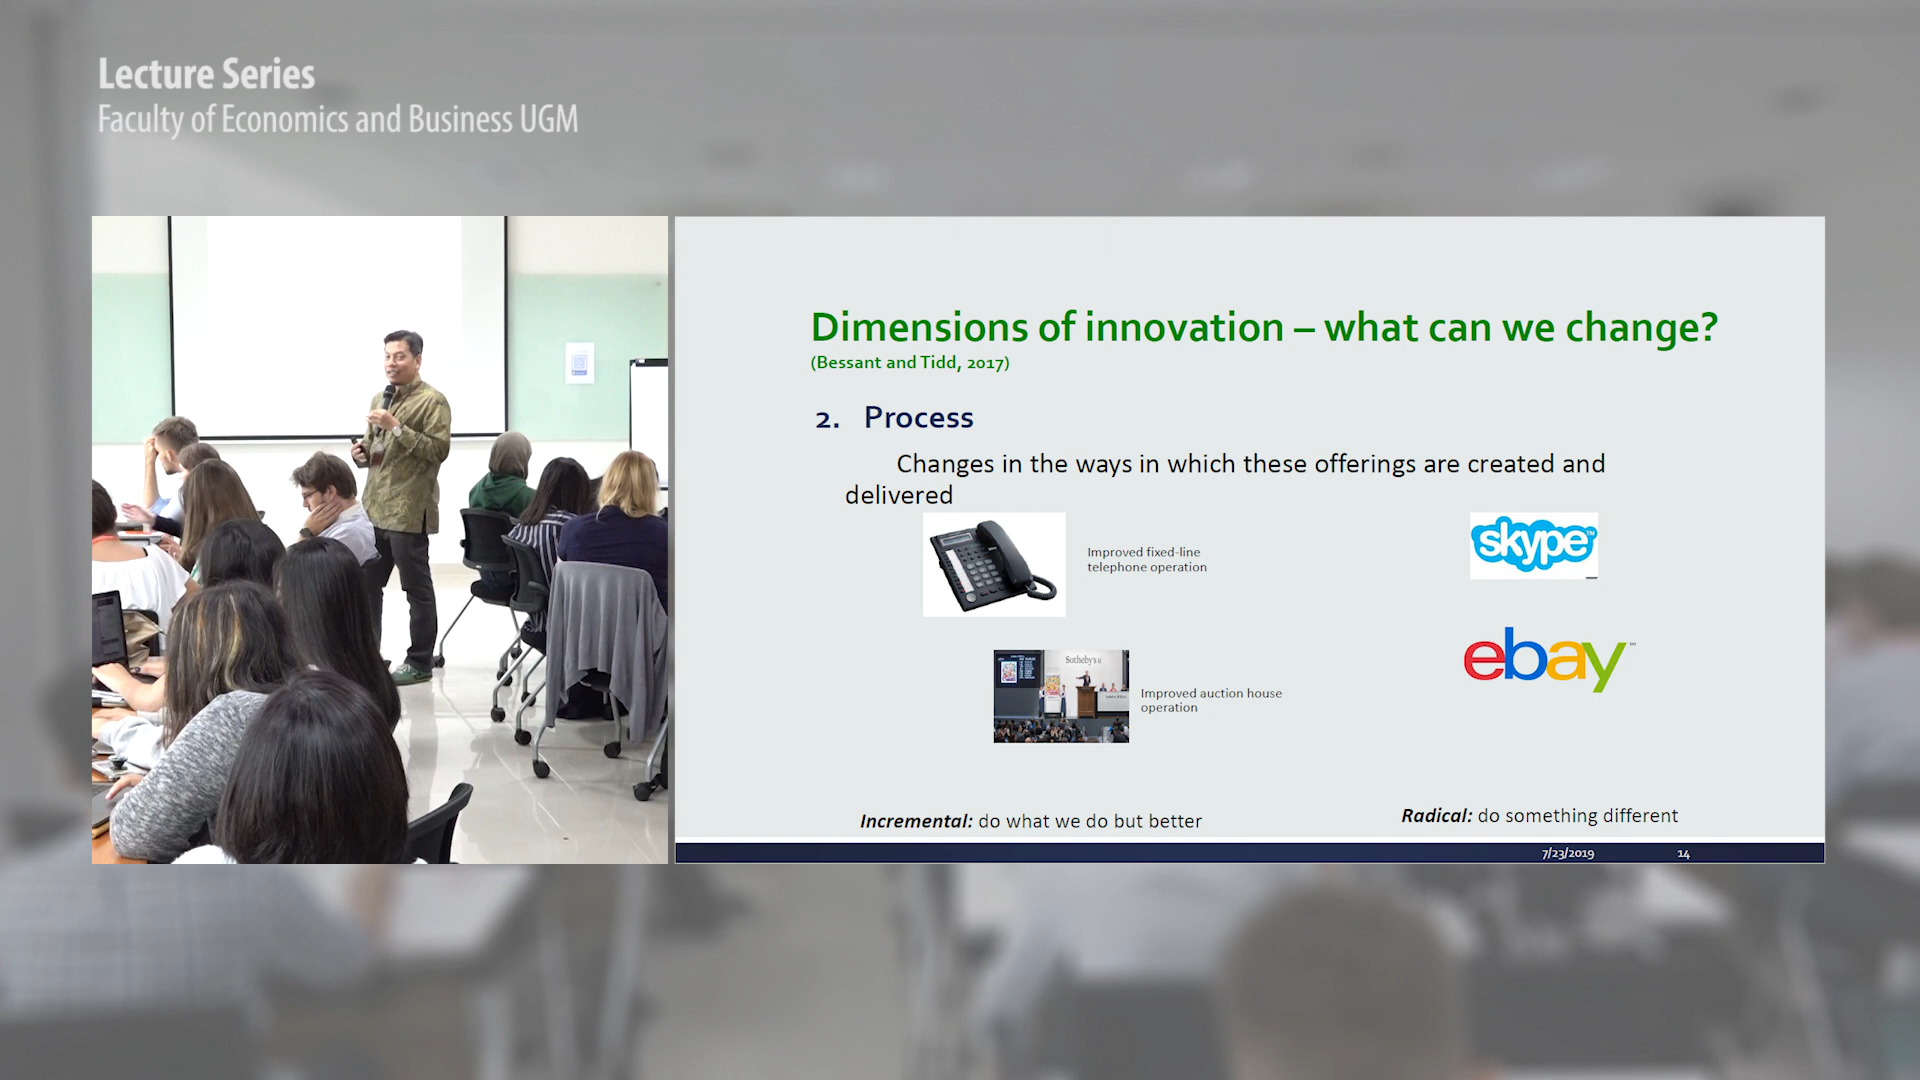 Lecture Series
Faculty of Economics and Business UGM
Dimensions of innovation – what can we change?
(Bessant and Tidd, 2017)
2. Process
Changes in the ways in which these offerings are created and
delivered
Improved fixed-line
telephone operation
skype™
Sotheby's
Improved auction house
operation
ebay™
Incremental: do what we do but better
Radical: do something different
7/23/2019
14